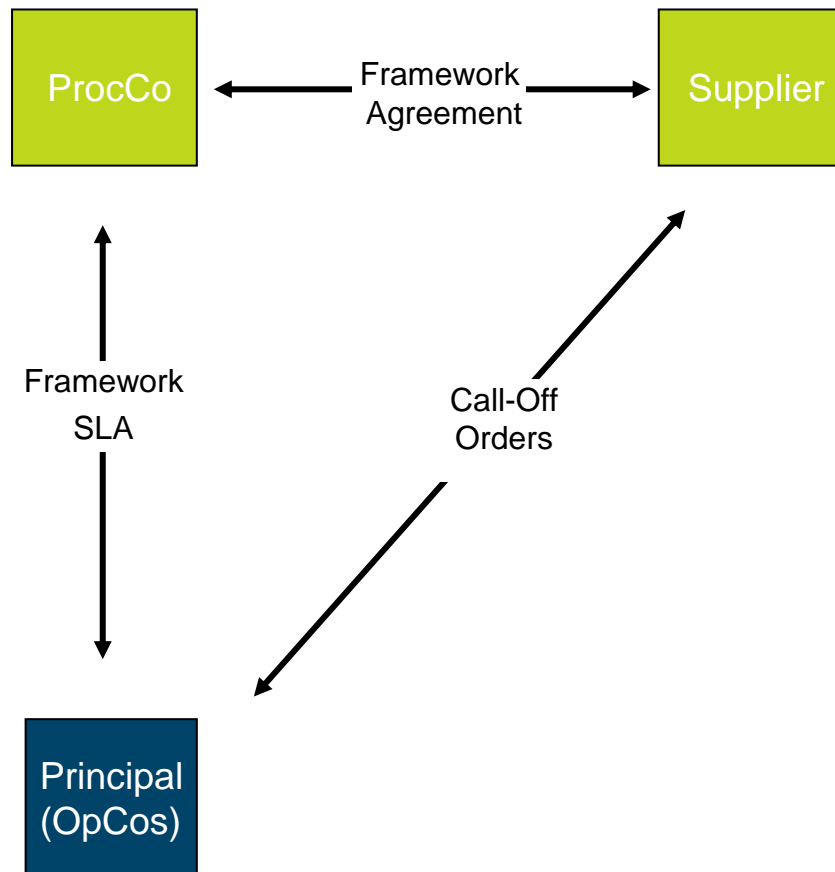 ProcCo
Framework
Agreement
Supplier
Framework
SLA
Call-Off
Orders
Principal
(OpCos)